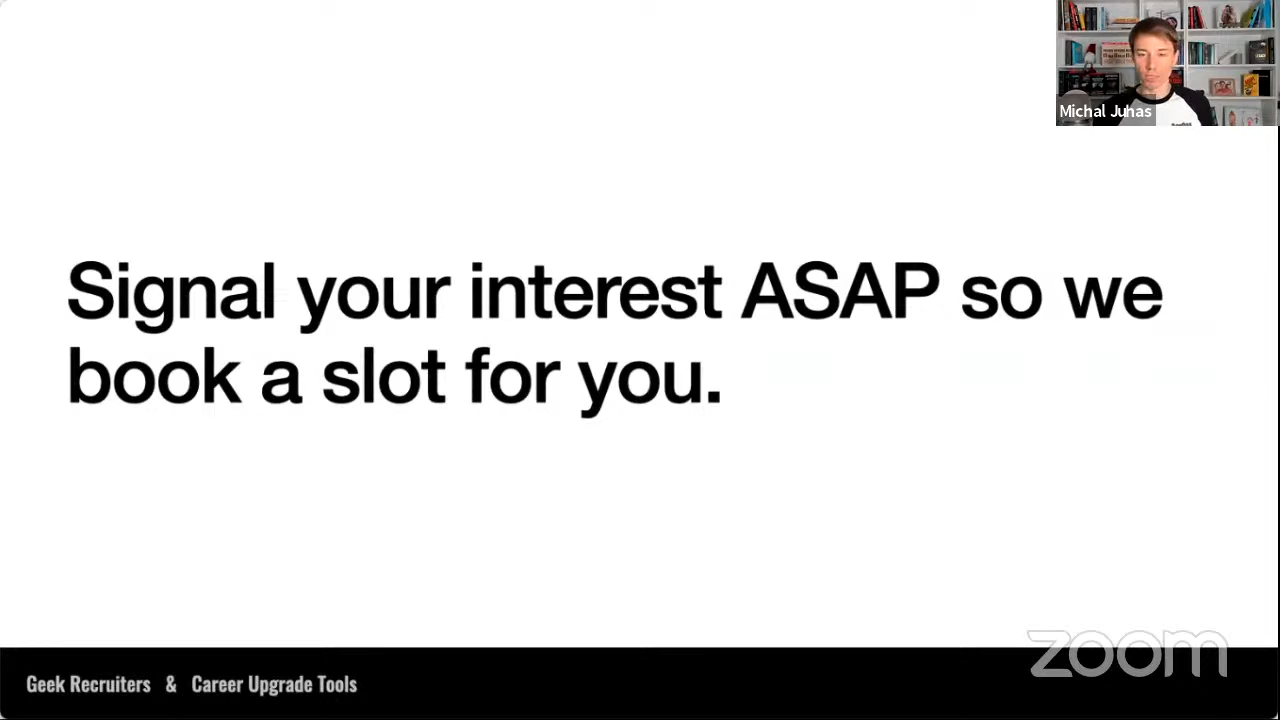 Michal Juhas
Signal your interest ASAP so we
book a slot for you.
zoom
Geek Recruiters & Career Upgrade Tools